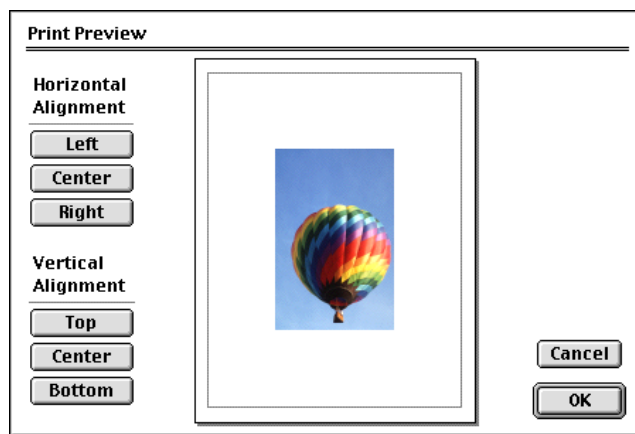 Print Preview
Horizontal
Alignment
Left
Center
Right
Vertical
Alignment
Top
Center
Bottom
Cancel
OK